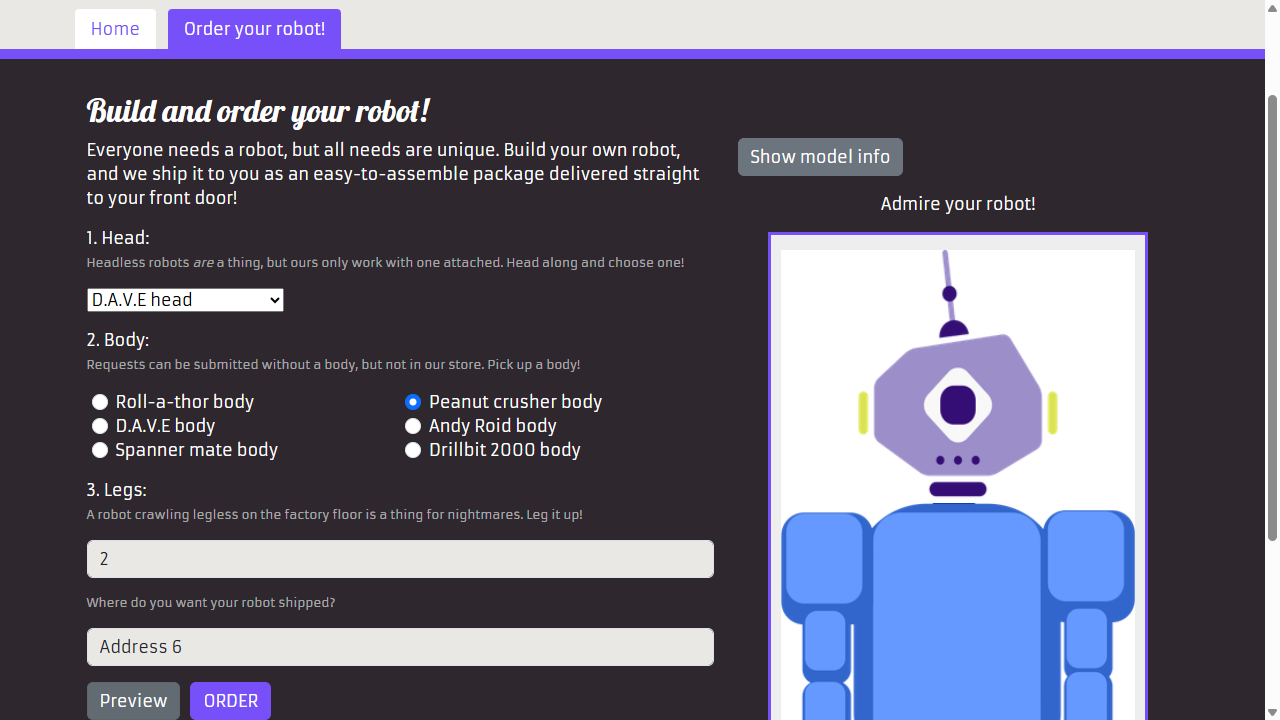 Home
Order your robot!
Build and order your robot!
Everyone needs a robot, but all needs are unique. Build your own robot,
and we ship it to you as an easy-to-assemble package delivered straight
to your front door!
1. Head:
Headless robots are a thing, but ours only work with one attached. Head along and choose one!
D.A.V.E head
2. Body:
Requests can be submitted without a body, but not in our store. Pick up a body!
Roll-a-thor body
Peanut crusher body
D.A.V.E body
Andy Roid body
Spanner mate body
Drillbit 2000 body
3. Legs:
A robot crawling legless on the factory floor is a thing for nightmares. Leg it up!
2
Where do you want your robot shipped?
Address 6
Preview
ORDER
Show model info
Admire your robot!